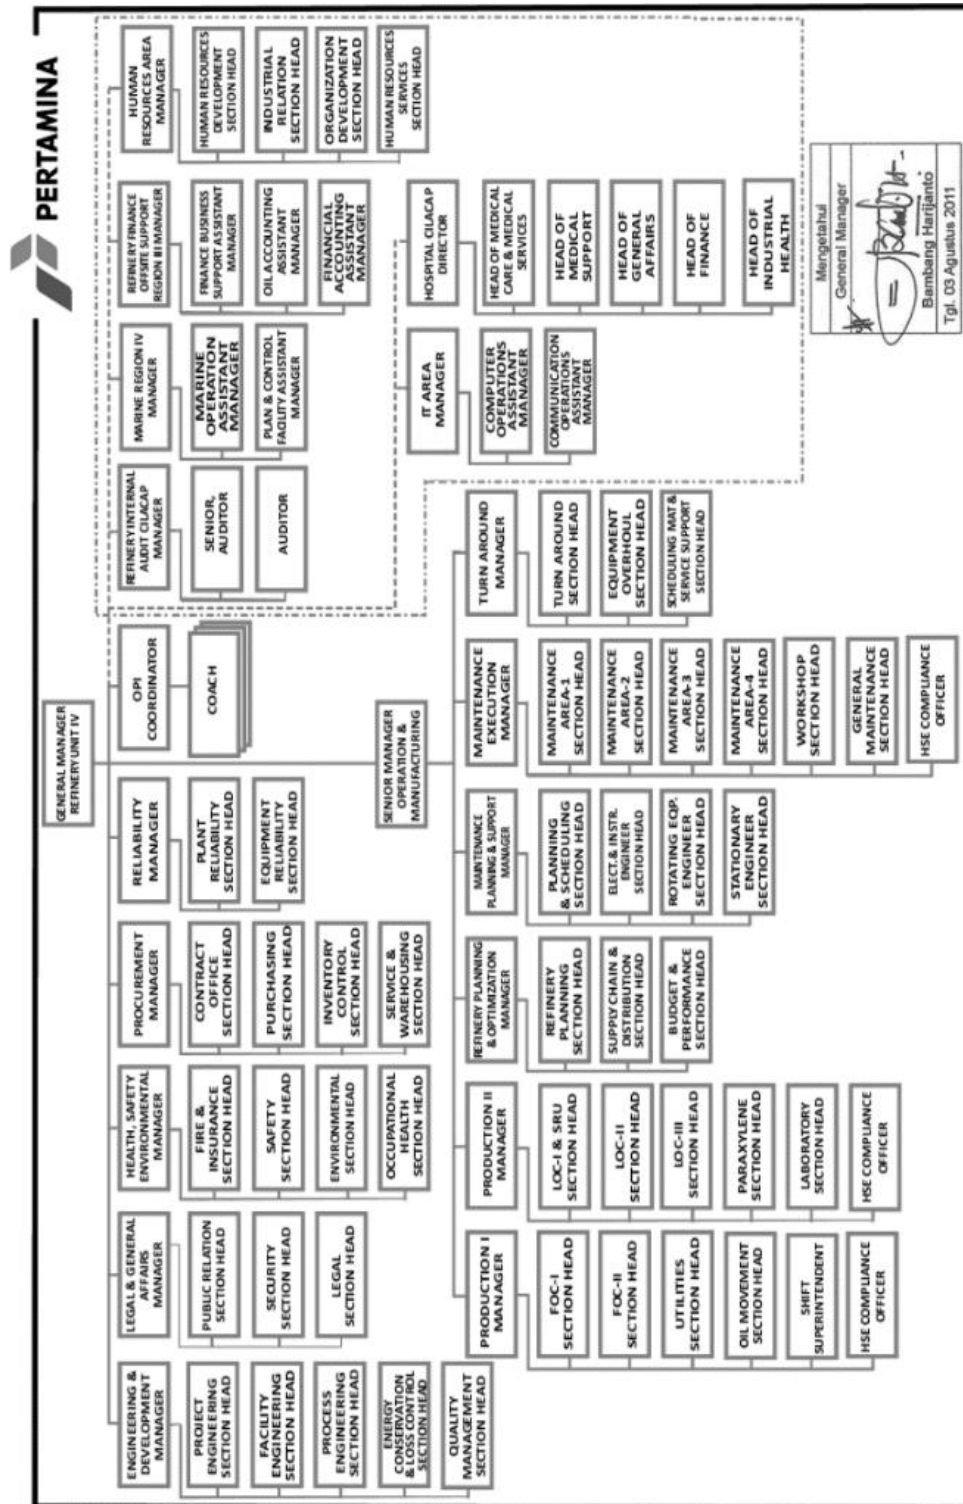 PERTAMINA
GENERAL MANAGER
REFINERY UNIT IV
ENGINEERING &
DEVELOPMENT
MANAGER
PROJECT
ENGINEERING
SECTION HEAD
FACILITY
ENGINEERING
SECTION HEAD
PROCESS
ENGINEERING
SECTION HEAD
ENERGY
CONSERVATION
& LOSS CONTROL
SECTION HEAD
QUALITY
MANAGEMENT
SECTION HEAD
LEGAL & GENERAL
AFFAIRS
MANAGER
PUBLIC RELATION
SECTION HEAD
SECURITY
SECTION HEAD
LEGAL
SECTION HEAD
HEALTH, SAFETY
ENVIRONMENTAL
MANAGER
FIRE &
INSURANCE
SECTION HEAD
SAFETY
SECTION HEAD
ENVIRONMENTAL
SECTION HEAD
OCCUPATIONAL
HEALTH
SECTION HEAD
PROCUREMENT
MANAGER
CONTRACT
OFFICE
SECTION HEAD
PURCHASING
SECTION HEAD
INVENTORY
CONTROL
SECTION HEAD
SERVICE &
WAREHOUSING
SECTION HEAD
RELIABILITY
MANAGER
PLANT
RELIABILITY
SECTION HEAD
EQUIPMENT
RELIABILITY
SECTION HEAD
OPI
COORDINATOR
COACH
REFINERY INTERNAL
AUDIT CILACAP
MANAGER
SENIOR,
AUDITOR
AUDITOR
MARINE REGION IV
MANAGER
MARINE
OPERATION
ASSISTANT
MANAGER
PLAN & CONTROL
FACILITY ASSISTANT
MANAGER
REFINERY FINANCE
OFFSITE SUPPORT
REGION III MANAGER
FINANCE BUSINESS
SUPPORT ASSISTANT
MANAGER
OIL ACCOUNTING
ASSISTANT
MANAGER
FINANCIAL
ACCOUNTING
ASSISTANT
MANAGER
HUMAN
RESOURCES AREA
MANAGER
HUMAN RESOURCES
DEVELOPMENT
SECTION HEAD
INDUSTRIAL
RELATION
SECTION HEAD
ORGANIZATION
DEVELOPMENT
SECTION HEAD
HUMAN RESOURCES
SERVICES
SECTION HEAD
SENIOR MANAGER
OPERATION &
MANUFACTURING
IT AREA
MANAGER
COMPUTER
OPERATIONS
ASSISTANT
MANAGER
COMMUNICATION
OPERATIONS
ASSISTANT
MANAGER
HOSPITAL CILACAP
DIRECTOR
HEAD OF MEDICAL
CARE & MEDICAL
SERVICES
HEAD OF
MEDICAL
SUPPORT
HEAD OF
GENERAL
AFFAIRS
HEAD OF
FINANCE
HEAD OF
INDUSTRIAL
HEALTH
PRODUCTION I
MANAGER
FOC-I
SECTION HEAD
FOC-II
SECTION HEAD
UTILITIES
SECTION HEAD
OIL MOVEMENT
SECTION HEAD
SHIFT
SUPERINTENDENT
HSE COMPLIANCE
OFFICER
PRODUCTION II
MANAGER
LOC-I & SRU
SECTION HEAD
LOC-II
SECTION HEAD
LOC-III
SECTION HEAD
PARAXYLENE
SECTION HEAD
LABORATORY
SECTION HEAD
HSE COMPLIANCE
OFFICER
REFINERY PLANNING
& OPTIMIZATION
MANAGER
REFINERY
PLANNING
SECTION HEAD
SUPPLY CHAIN &
DISTRIBUTION
SECTION HEAD
BUDGET &
PERFORMANCE
SECTION HEAD
MAINTENANCE
PLANNING & SUPPORT
MANAGER
PLANNING
& SCHEDULING
SECTION HEAD
ELECT.& INSTR.
ENGINEER
SECTION HEAD
ROTATING EQP.
ENGINEER
SECTION HEAD
STATIONARY
ENGINEER
SECTION HEAD
MAINTENANCE
EXECUTION
MANAGER
MAINTENANCE
AREA-1
SECTION HEAD
MAINTENANCE
AREA-2
SECTION HEAD
MAINTENANCE
AREA-3
SECTION HEAD
MAINTENANCE
AREA-4
SECTION HEAD
WORKSHOP
SECTION HEAD
GENERAL
MAINTENANCE
SECTION HEAD
HSE COMPLIANCE
OFFICER
TURN AROUND
MANAGER
TURN AROUND
SECTION HEAD
EQUIPMENT
OVERHOUL
SECTION HEAD
SCHEDULING MAT &
SERVICE SUPPORT
SECTION HEAD
Mengetahui
General Manager
Bambang Harijanto
Tgl. 03 Agustus 2011